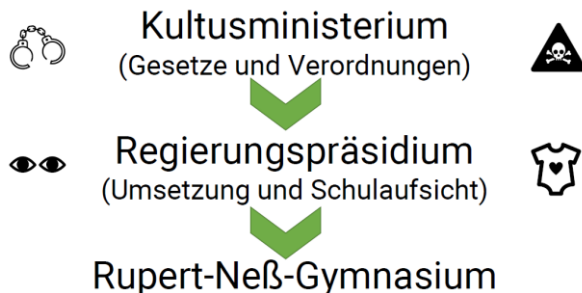 Kultusministerium
(Gesetze und Verordnungen)
Regierungspräsidium
(Umsetzung und Schulaufsicht)
Rupert-Neß-Gymnasium